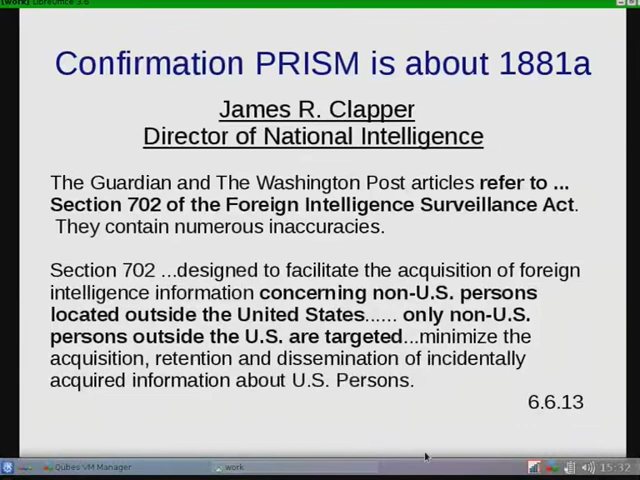 [work] LibreOffice 3.6
Confirmation PRISM is about 1881a
James R. Clapper
Director of National Intelligence
The Guardian and The Washington Post articles refer to ...
Section 702 of the Foreign Intelligence Surveillance Act.
They contain numerous inaccuracies.
Section 702 ...designed to facilitate the acquisition of foreign
intelligence information concerning non-U.S. persons
located outside the United States...... only non-U.S.
persons outside the U.S. are targeted...minimize the
acquisition, retention and dissemination of incidentally
acquired information about U.S. Persons.
6.6.13
Qubes VM Manager
work
15:32